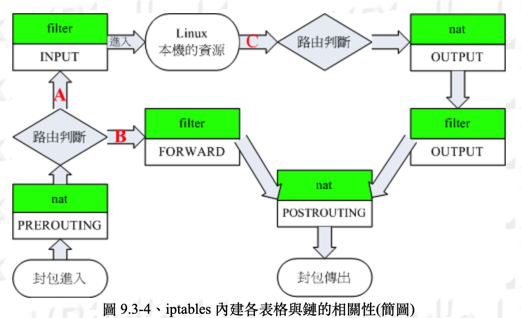 filter
INPUT
進入
Linux
本機的資源
C
路由判斷
nat
OUTPUT
A
路由判斷
B
filter
FORWARD
filter
OUTPUT
nat
PREROUTING
nat
POSTROUTING
封包進入
封包傳出
圖 9.3-4、iptables 內建各表格與鏈的相關性(簡圖)